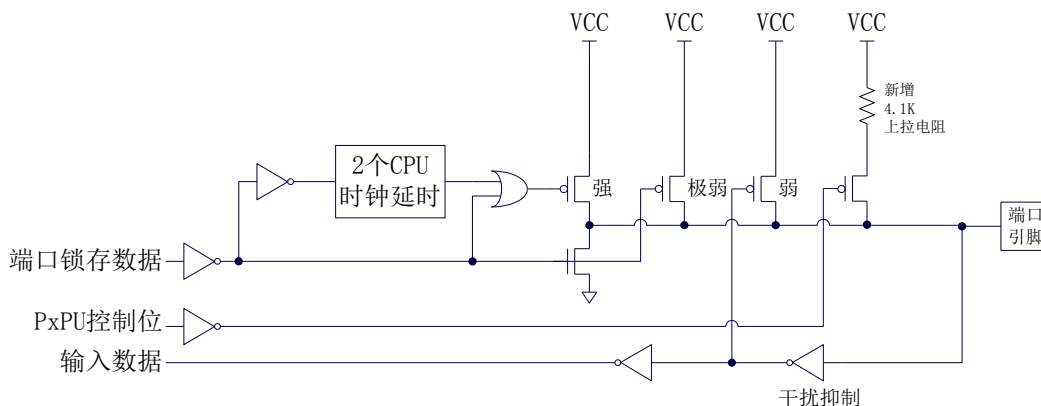 VCC VCC VCC VCC
新增
4.1K
上拉电阻
2个CPU
时钟延时
强
极弱
弱
端口
引脚
端口锁存数据
PxPU控制位
输入数据
干扰抑制